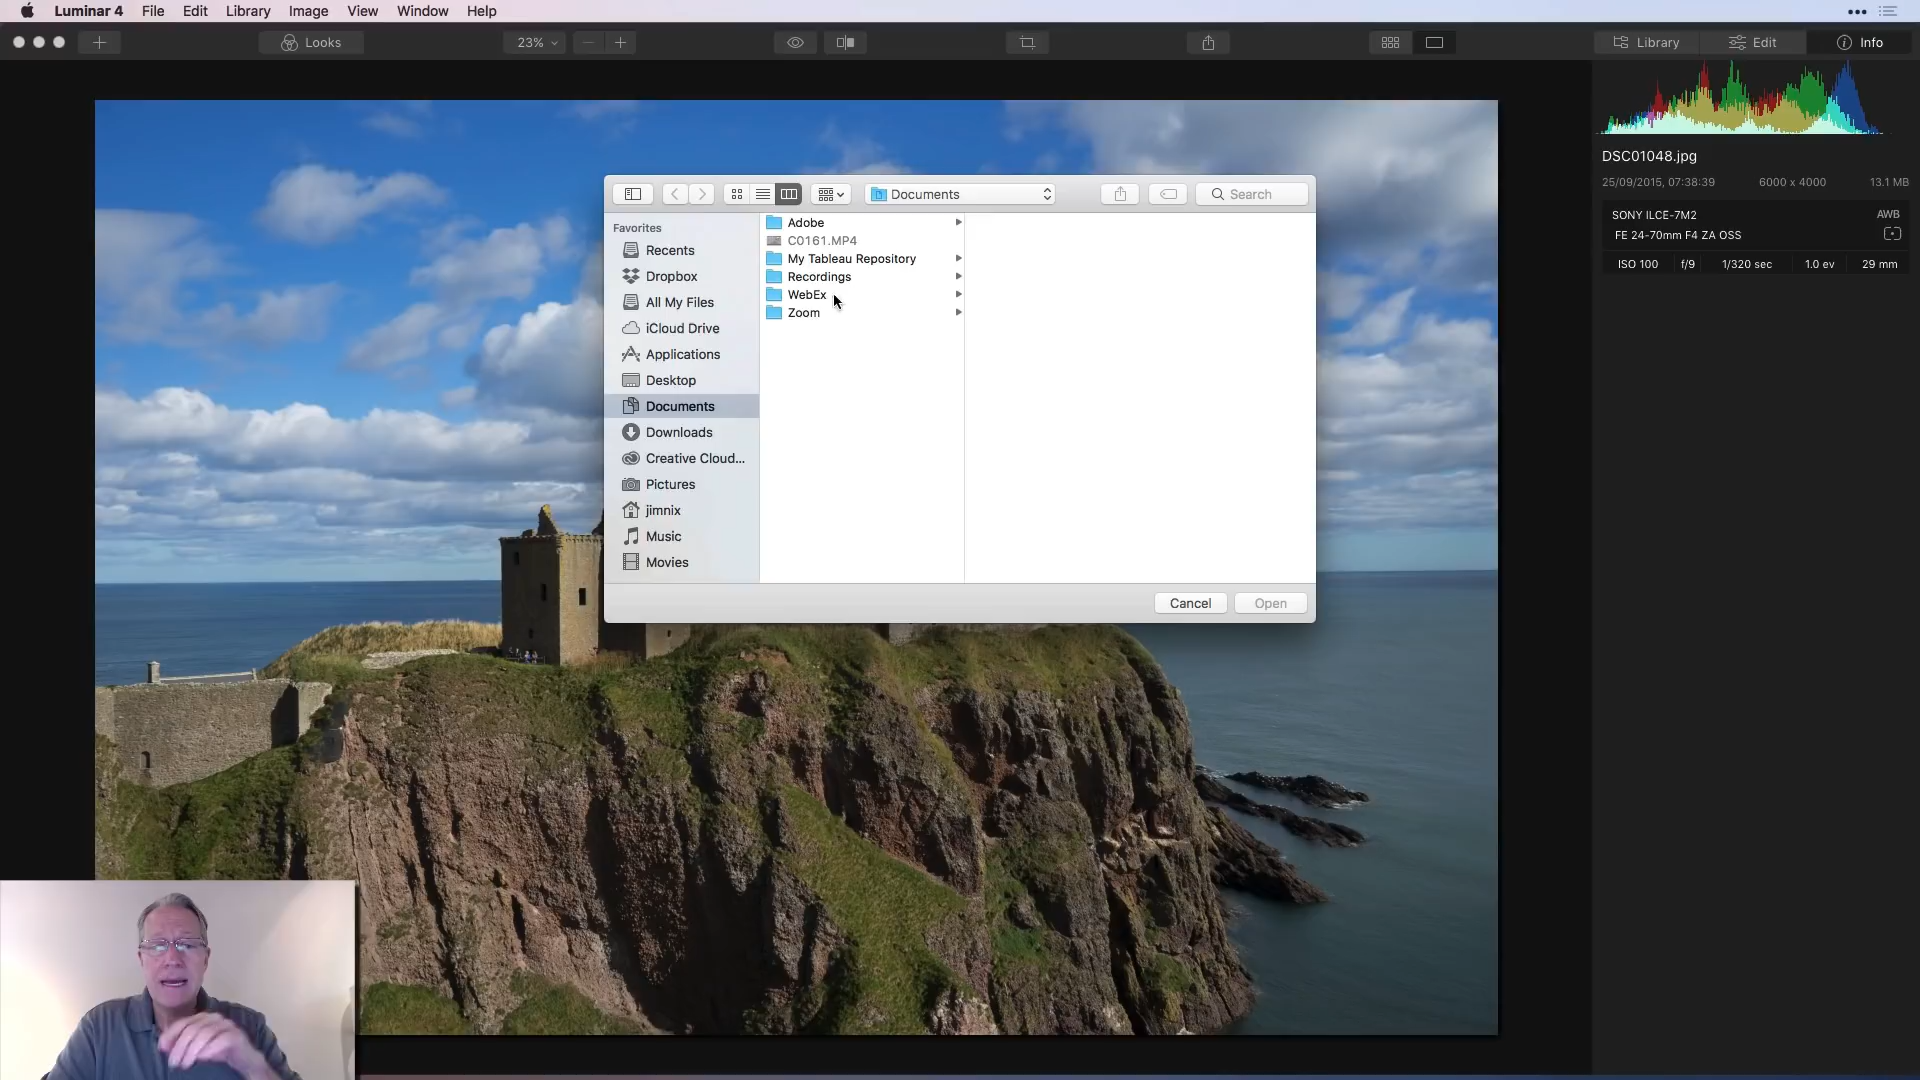 Luminar 4 File Edit Library Image View Window Help
Looks 23% Library Edit Info
DSC01048.jpg
25/09/2015, 07:38:39 6000 x 4000 13.1 MB
SONY ILCE-7M2 AWB
FE 24-70mm F4 ZA OSS
ISO 100 f/9 1/320 sec 1.0 ev 29 mm
Documents Search
Favorites
Recents
Dropbox
All My Files
iCloud Drive
Applications
Desktop
Documents
Downloads
Creative Cloud...
Pictures
jimnix
Music
Movies
Adobe
C0161.MP4
My Tableau Repository
Recordings
WebEx
Zoom
Cancel Open